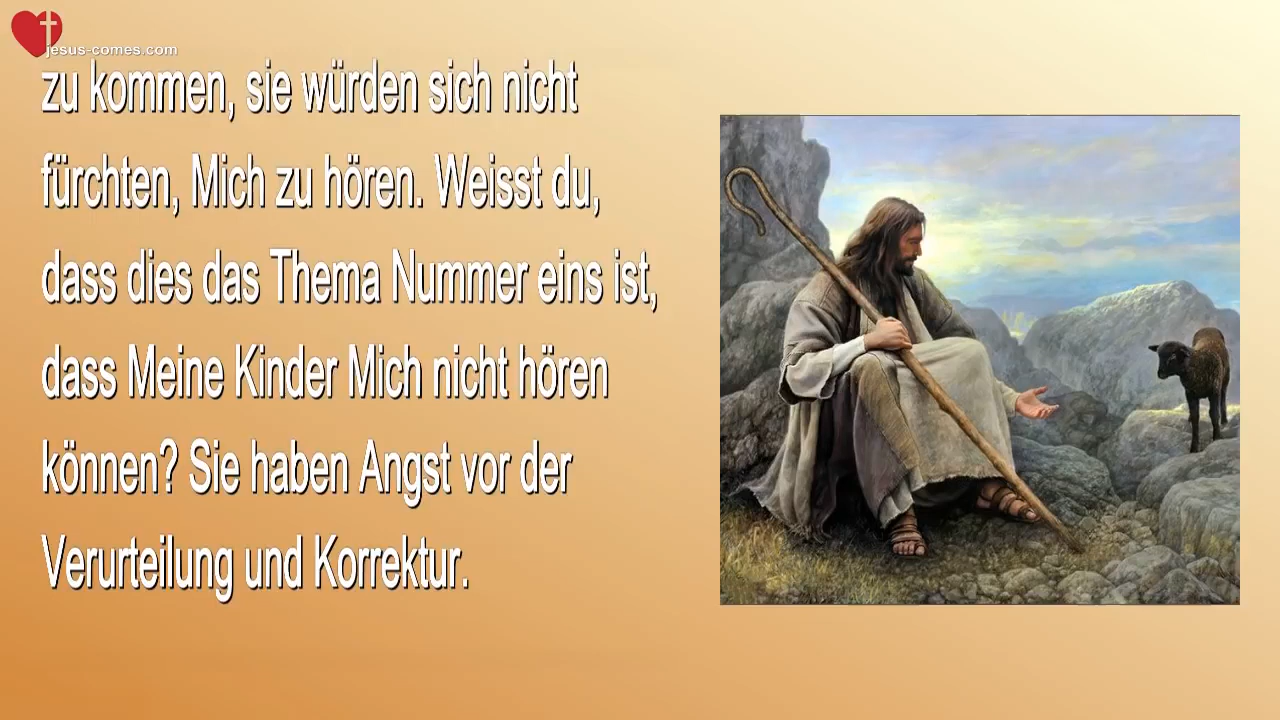 jesus-comes.com
zu kommen, sie würden sich nicht
fürchten, Mich zu hören. Weisst du,
dass dies das Thema Nummer eins ist,
dass Meine Kinder Mich nicht hören
können? Sie haben Angst vor der
Verurteilung und Korrektur.